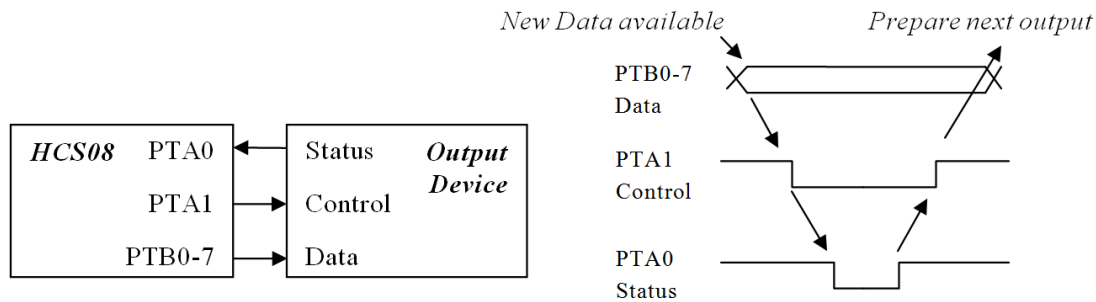 HCS08 PTA0
PTA1
PTB0-7
Status Output
Device
Control
Data
New Data available
Prepare next output
PTB0-7
Data
PTA1
Control
PTA0
Status